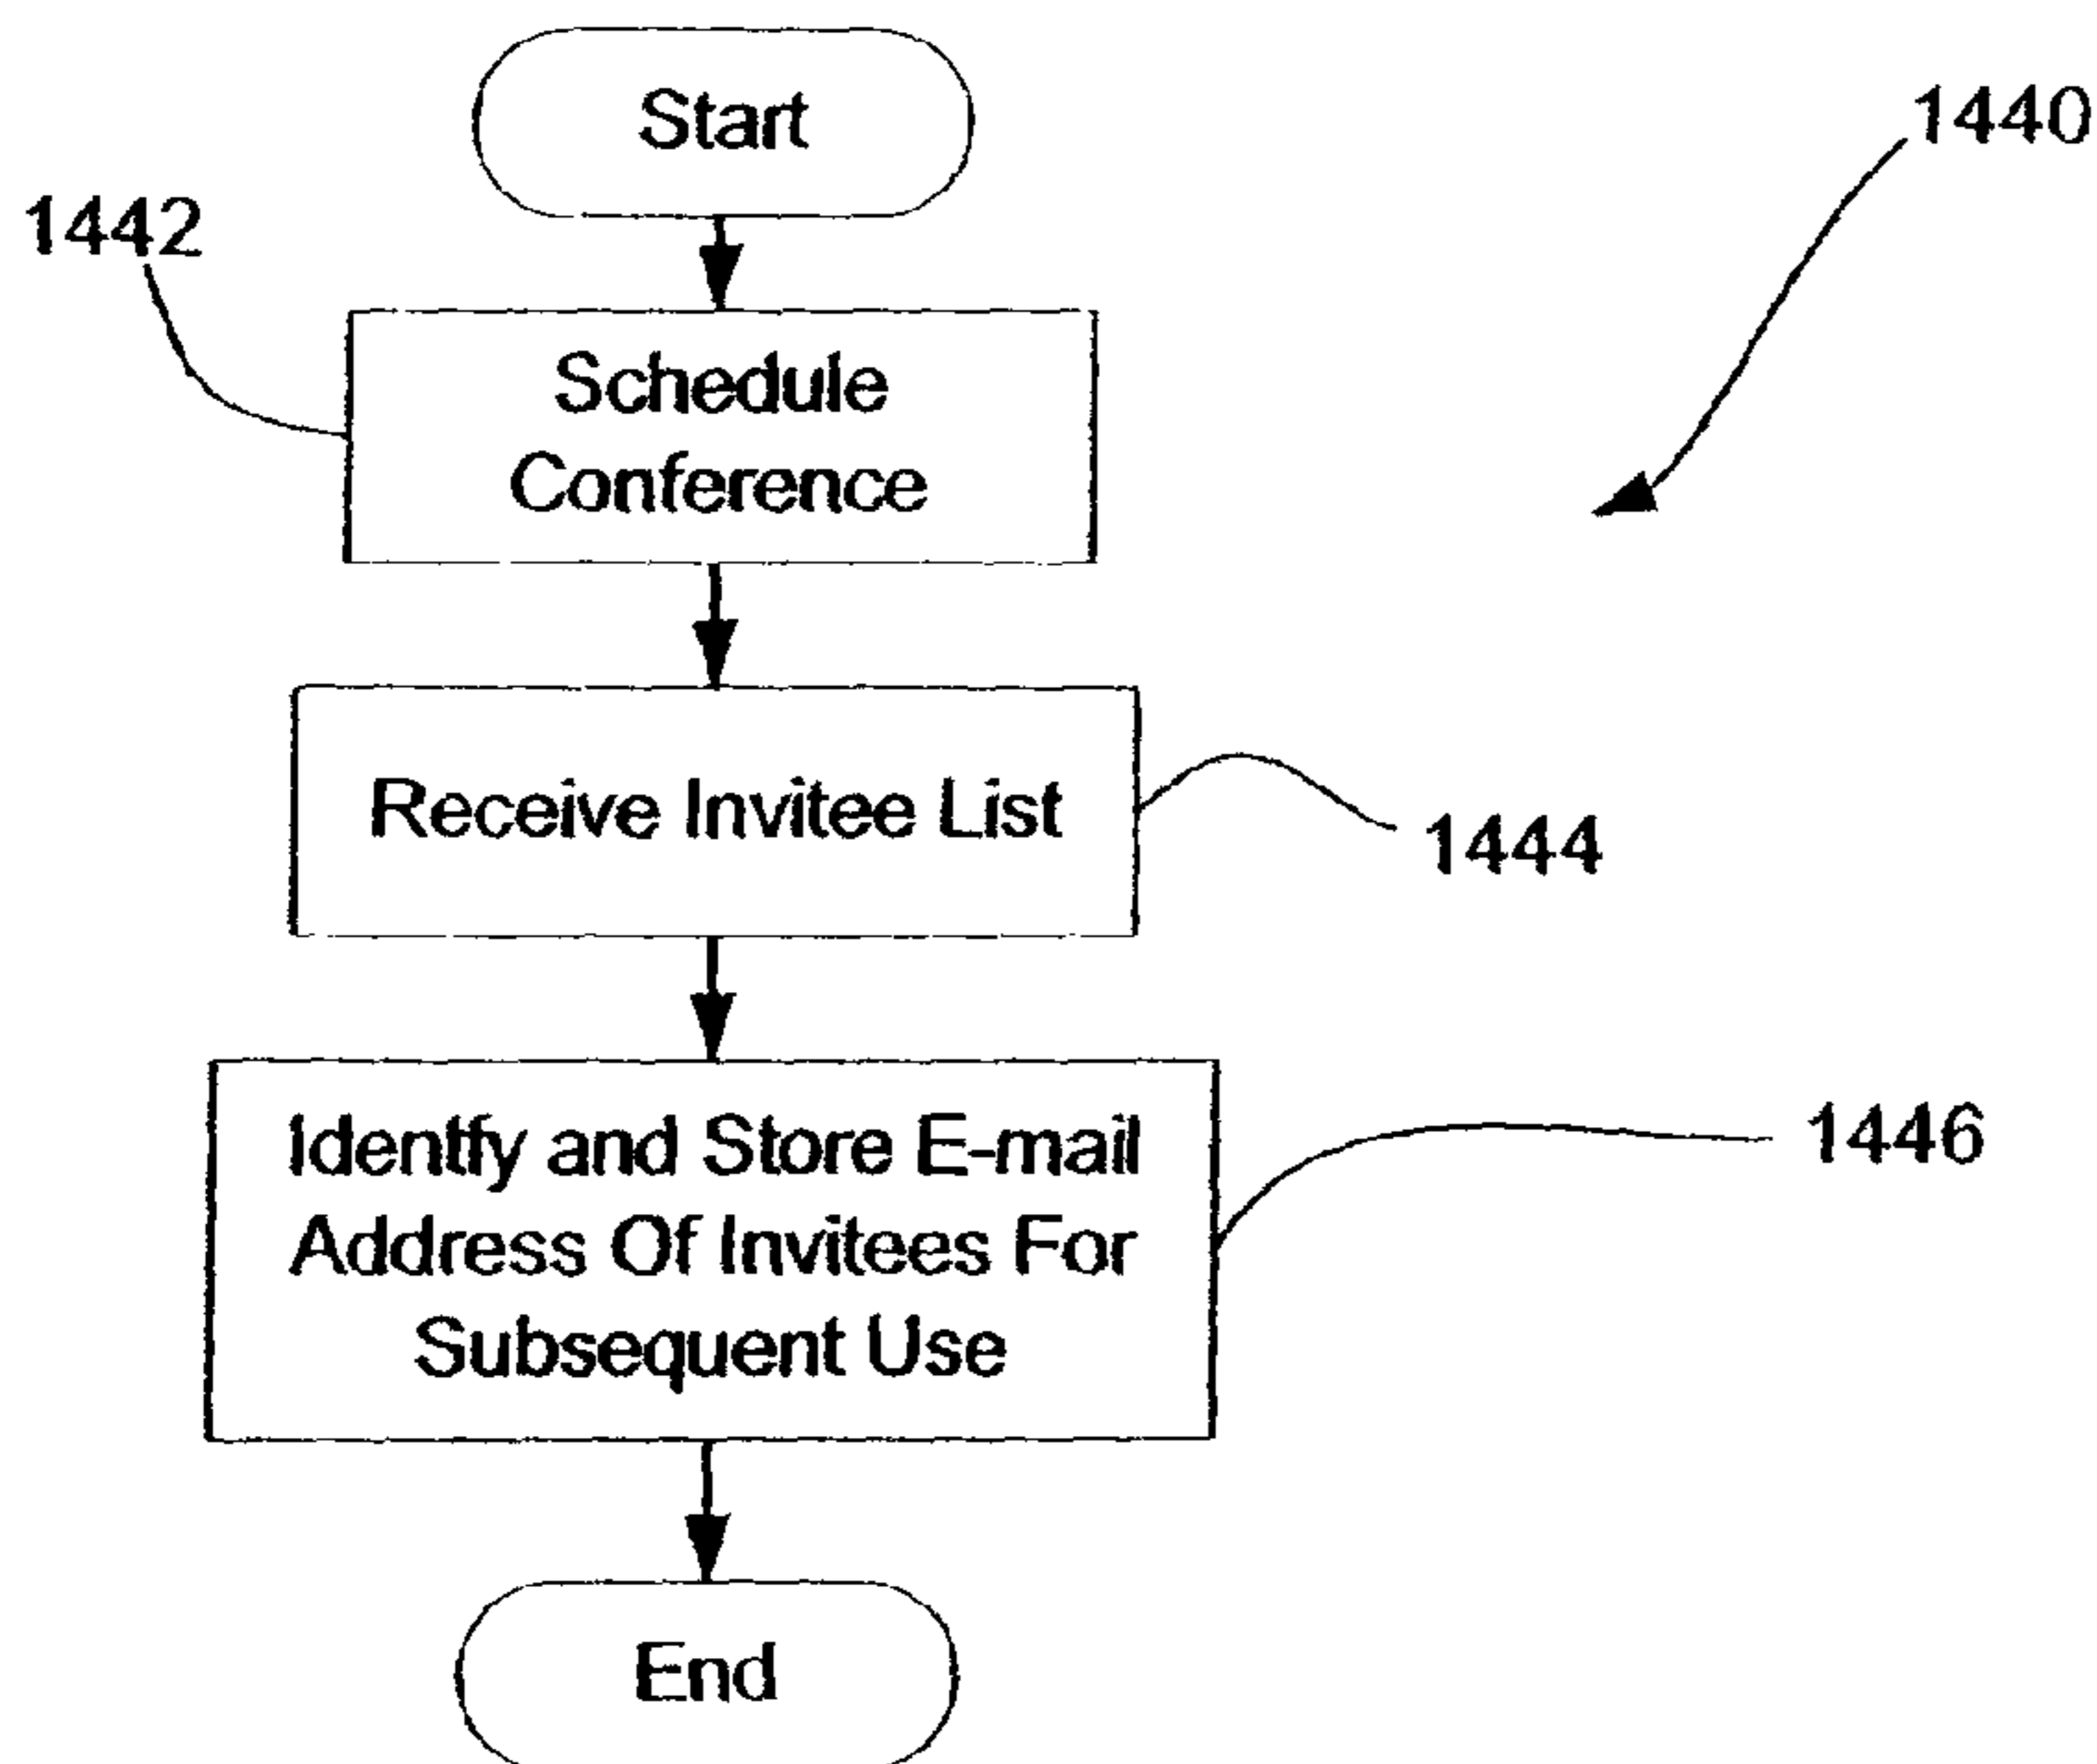 Start
1440
1442
Schedule
Conference
Receive Invitee List
1444
Identify and Store E-mail
Address Of Invitees For
Subsequent Use
1446
End